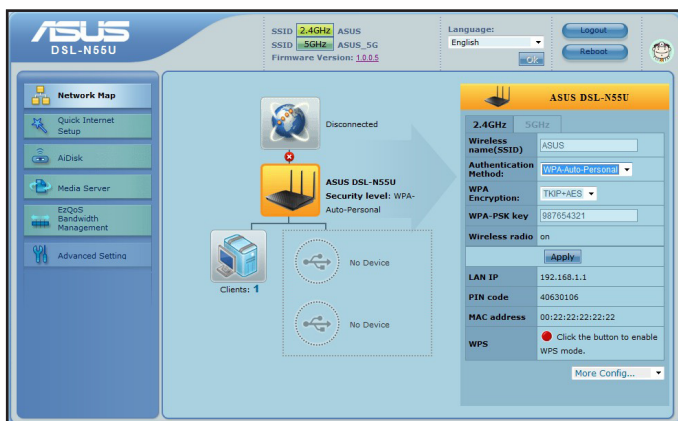 ASUS
DSL-N55U
SSID 2.4GHz ASUS
SSID 5GHz ASUS_5G
Firmware Version: 1.0.0.5
Language:
English
OK
Logout
Reboot
Network Map
Quick Internet
Setup
AiDisk
Media Server
EzQoS
Bandwidth
Management
Advanced Setting
Disconnected
ASUS DSL-N55U
Security level: WPA-
Auto-Personal
Clients: 1
No Device
No Device
ASUS DSL-N55U
2.4GHz 5GHz
Wireless
name(SSID) ASUS
Authentication
Method: WPA-Auto-Personal
WPA
Encryption: TKIP+AES
WPA-PSK key 987654321
Wireless radio on
Apply
LAN IP 192.168.1.1
PIN code 40630106
MAC address 00:22:22:22:22:22
WPS Click the button to enable
WPS mode.
More Config...